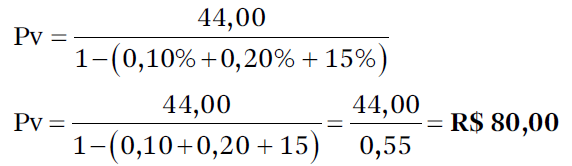 Pv = 44,00 / 1−(0,10% + 0,20% + 15%)
Pv = 44,00 / 1−(0,10+0,20 + 15) = 44,00 / 0,55 = R$ 80,00